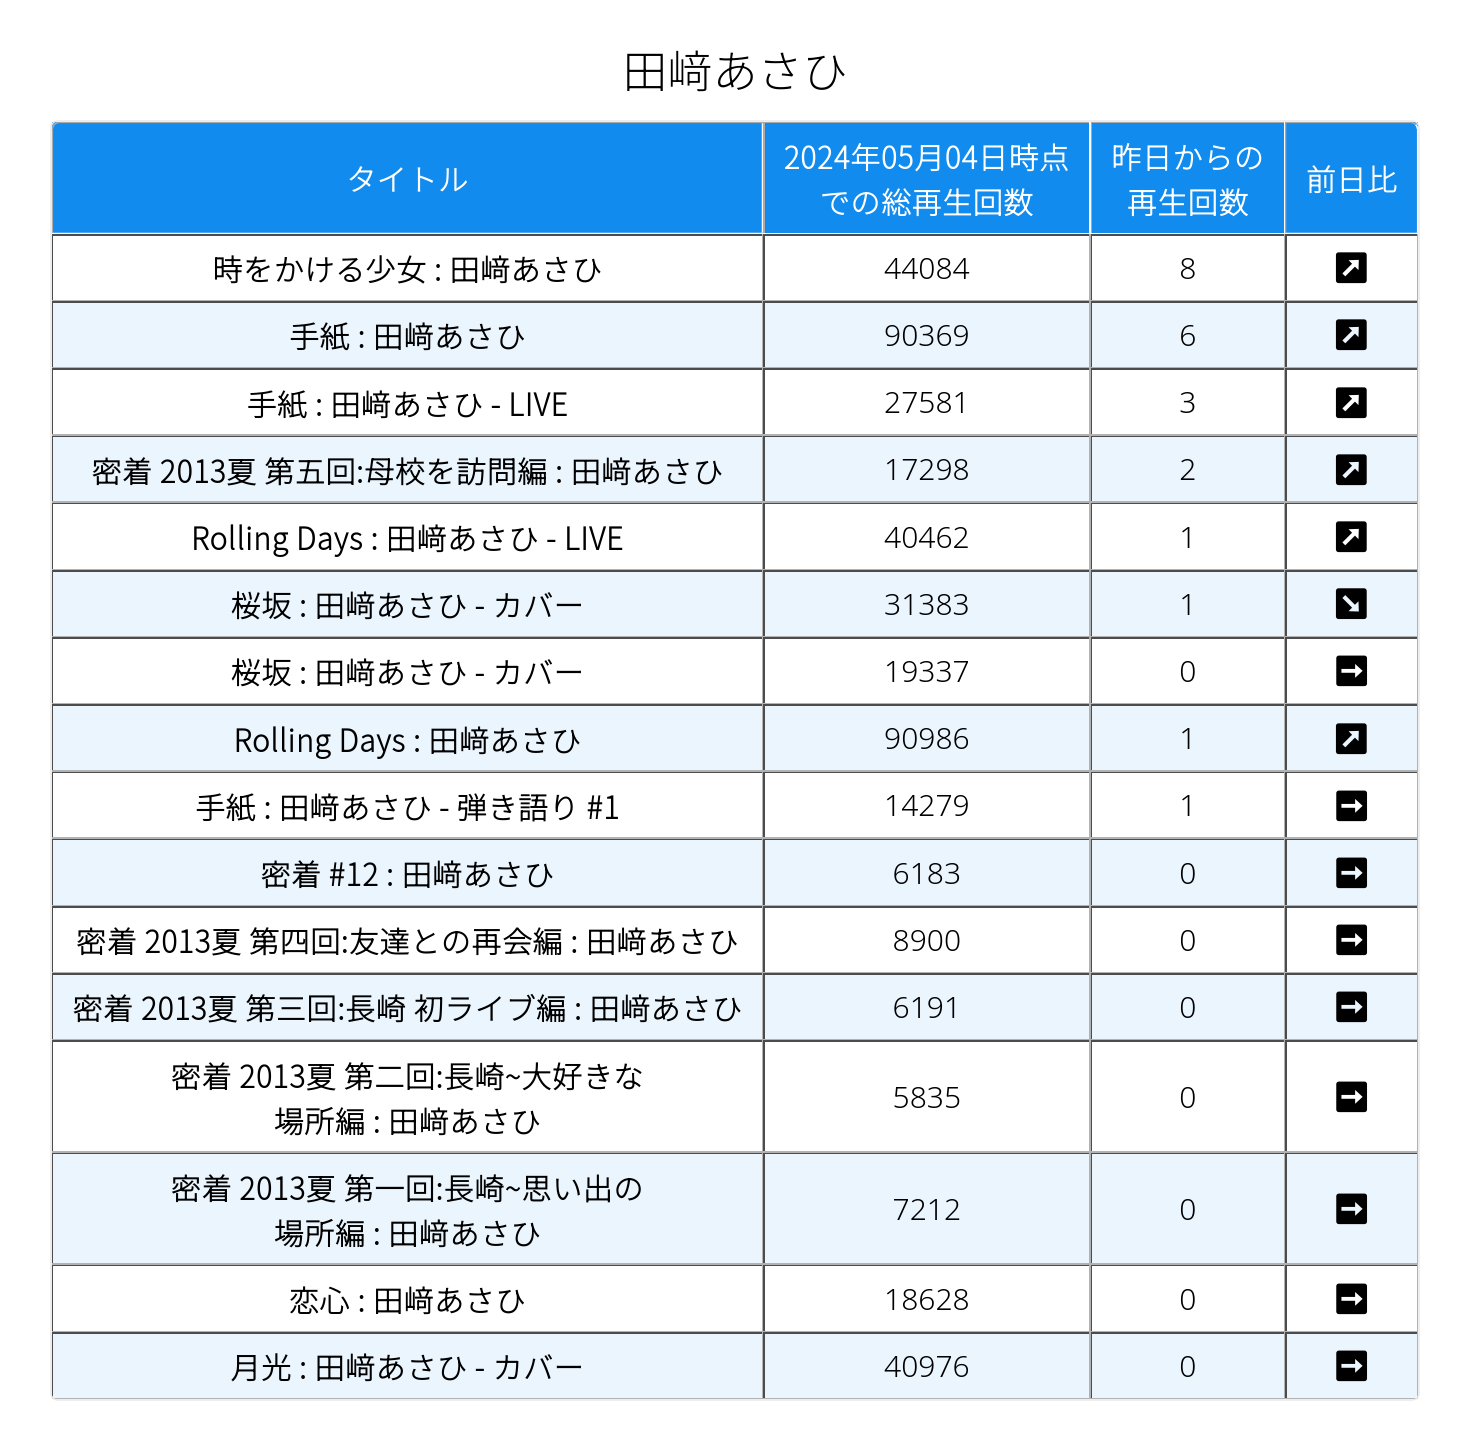 田﨑あさひ
タイトル 2024年05月04日時点での総再生回数 昨日からの再生回数 前日比
時をかける少女 : 田﨑あさひ 44084 8 ↗
手紙 : 田﨑あさひ 90369 6 ↗
手紙 : 田﨑あさひ - LIVE 27581 3 ↗
密着 2013夏 第五回:母校を訪問編 : 田﨑あさひ 17298 2 ↗
Rolling Days : 田﨑あさひ - LIVE 40462 1 ↗
桜坂 : 田﨑あさひ - カバー 31383 1 ↘
桜坂 : 田﨑あさひ - カバー 19337 0 →
Rolling Days : 田﨑あさひ 90986 1 ↗
手紙 : 田﨑あさひ - 弾き語り #1 14279 1 →
密着 #12 : 田﨑あさひ 6183 0 →
密着 2013夏 第四回:友達との再会編 : 田﨑あさひ 8900 0 →
密着 2013夏 第三回:長崎 初ライブ編 : 田﨑あさひ 6191 0 →
密着 2013夏 第二回:長崎~大好きな
場所編 : 田﨑あさひ 5835 0 →
密着 2013夏 第一回:長崎~思い出の
場所編 : 田﨑あさひ 7212 0 →
恋心 : 田﨑あさひ 18628 0 →
月光 : 田﨑あさひ - カバー 40976 0 →